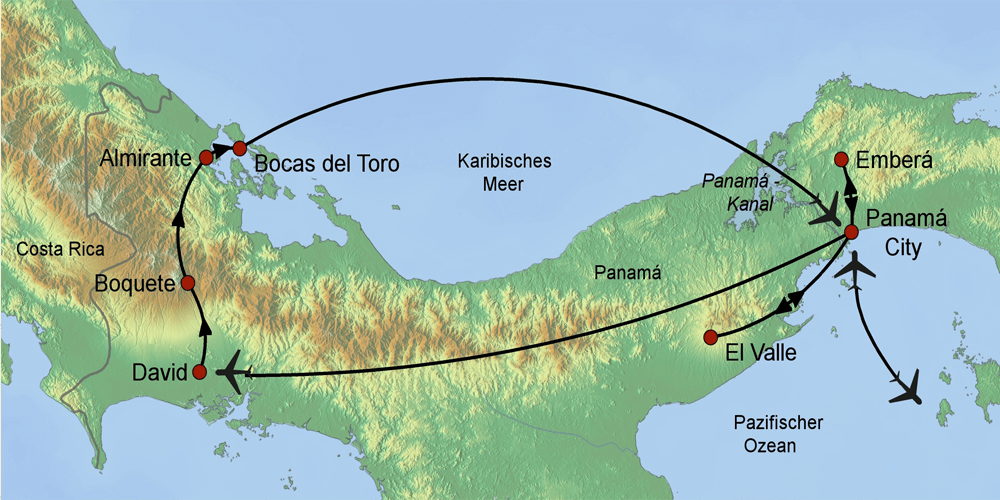 Almirante
Bocas del Toro
Karibisches
Meer
Panamá -
Kanal
Emberá
Panamá
City
Costa Rica
Boquete
Panamá
David
El Valle
Pazifischer
Ozean